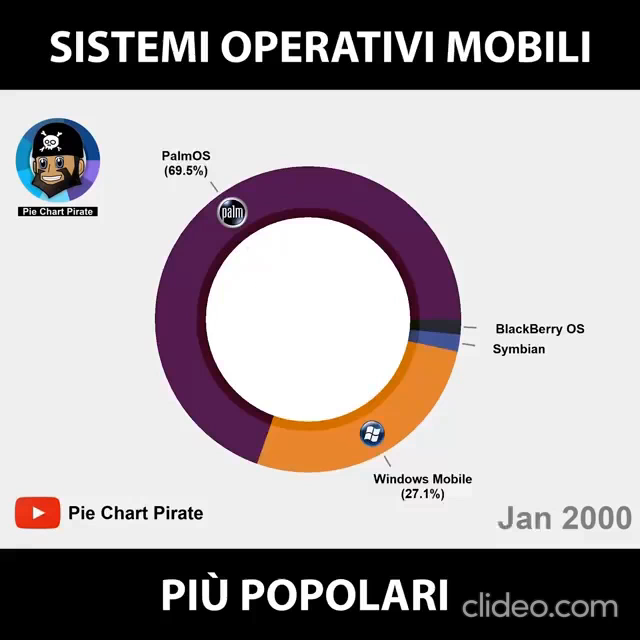 SISTEMI OPERATIVI MOBILI
Pie Chart Pirate
PalmOS
(69.5%)
palm
BlackBerry OS
Symbian
Windows Mobile
(27.1%)
Pie Chart Pirate
Jan 2000
PIÙ POPOLARI
clideo.com